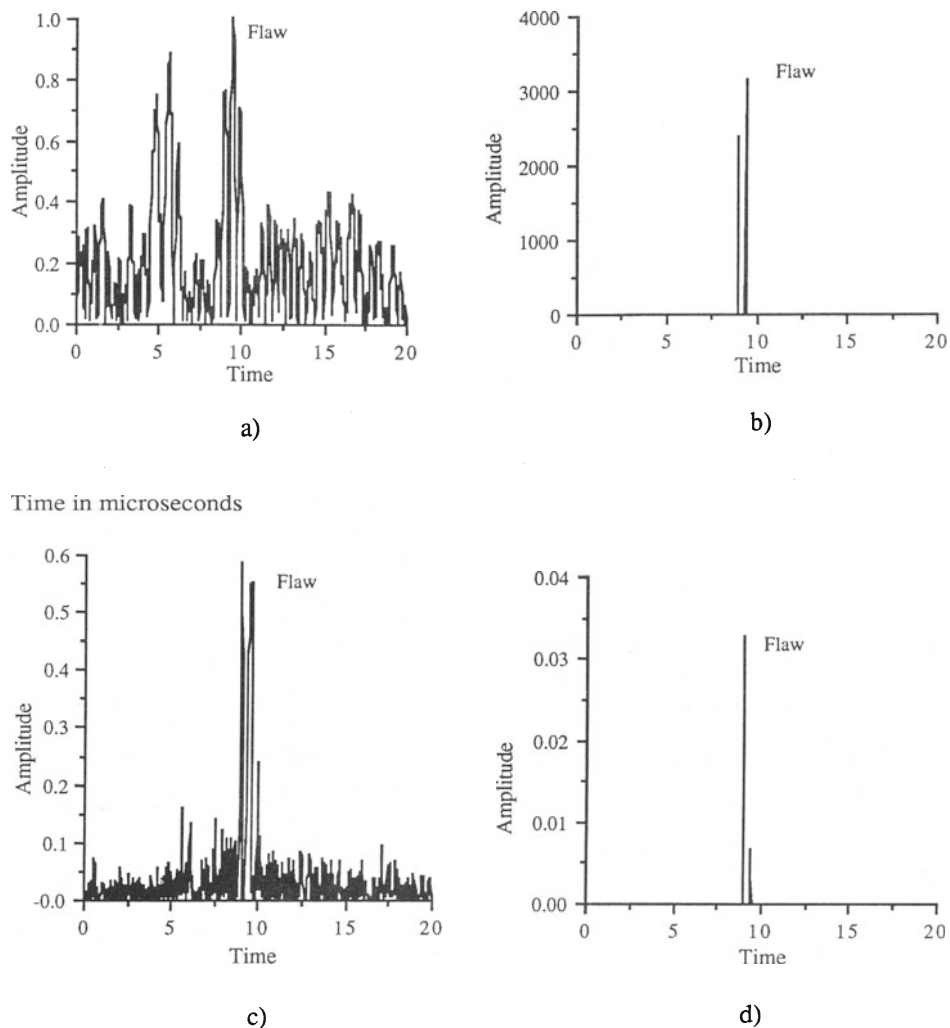 1.0
0.8
0.6
0.4
0.2
0.0
Amplitude
Flaw
0 5 10 15 20
Time
a)
4000
3000
2000
1000
0
Amplitude
Flaw
0 5 10 15 20
Time
b)
Time in microseconds
0.6
0.5
0.4
0.3
0.2
0.1
-0.0
Amplitude
Flaw
0 5 10 15 20
Time
c)
0.04
0.03
0.02
0.01
0.00
Amplitude
Flaw
0 5 10 15 20
Time
d)